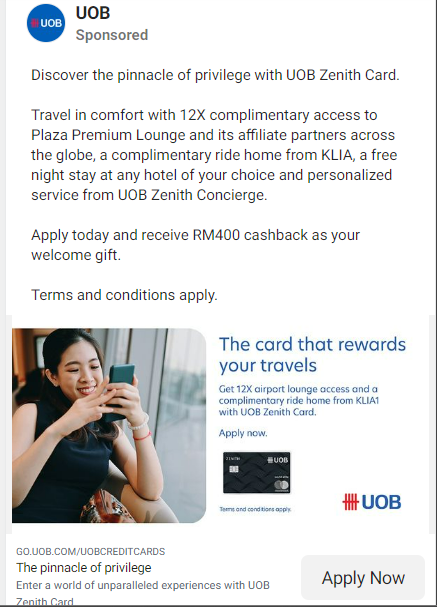 UOB
UOB
Sponsored
Discover the pinnacle of privilege with UOB Zenith Card.
Travel in comfort with 12X complimentary access to
Plaza Premium Lounge and its affiliate partners across
the globe, a complimentary ride home from KLIA, a free
night stay at any hotel of your choice and personalized
service from UOB Zenith Concierge.
Apply today and receive RM400 cashback as your
welcome gift.
Terms and conditions apply.
The card that rewards
your travels
Get 12X airport lounge access and a
complimentary ride home from KLIA1
with UOB Zenith Card.
Apply now.
ZENITH
UOB
Terms and conditions apply.
UOB
GO.UOB.COM/UOBCREDITCARDS
The pinnacle of privilege
Enter a world of unparalleled experiences with UOB
Zenith Card
Apply Now